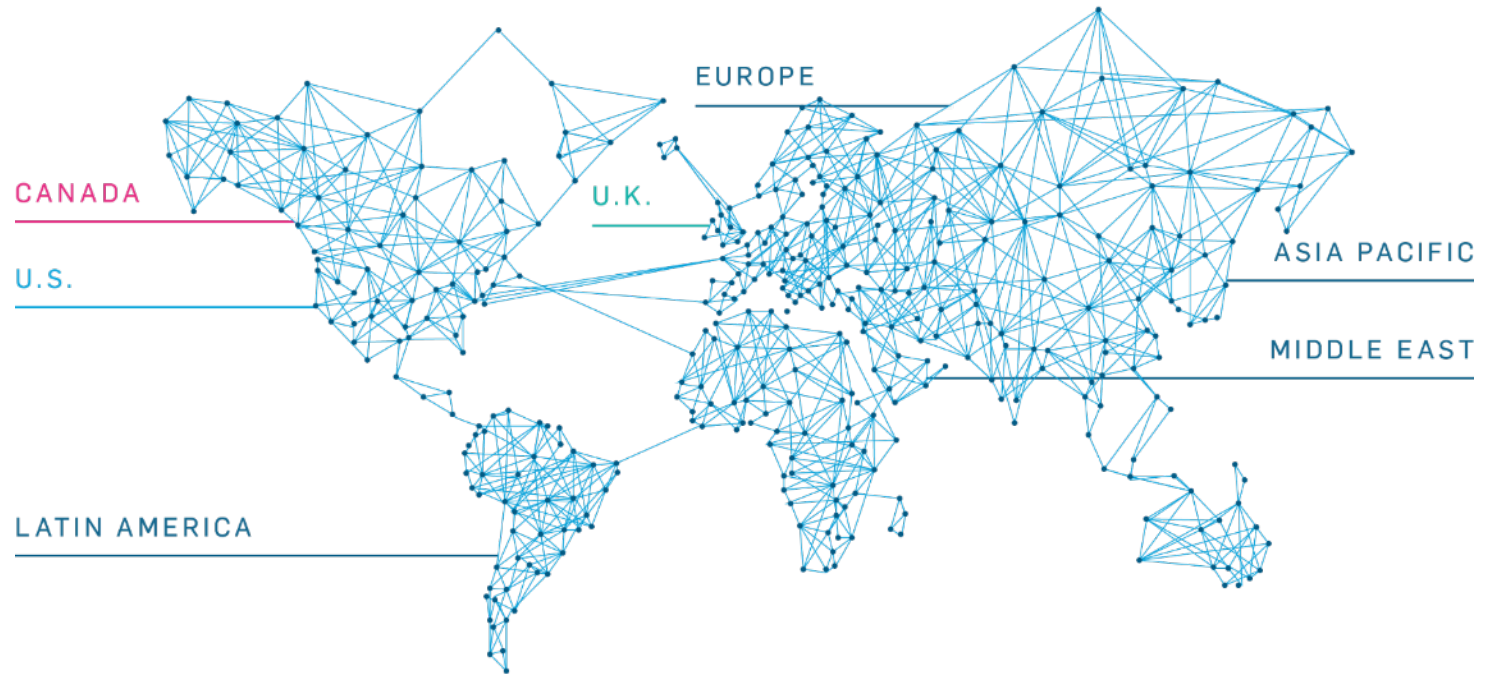 EUROPE
CANADA
U.K.
U.S.
ASIA PACIFIC
MIDDLE EAST
LATIN AMERICA